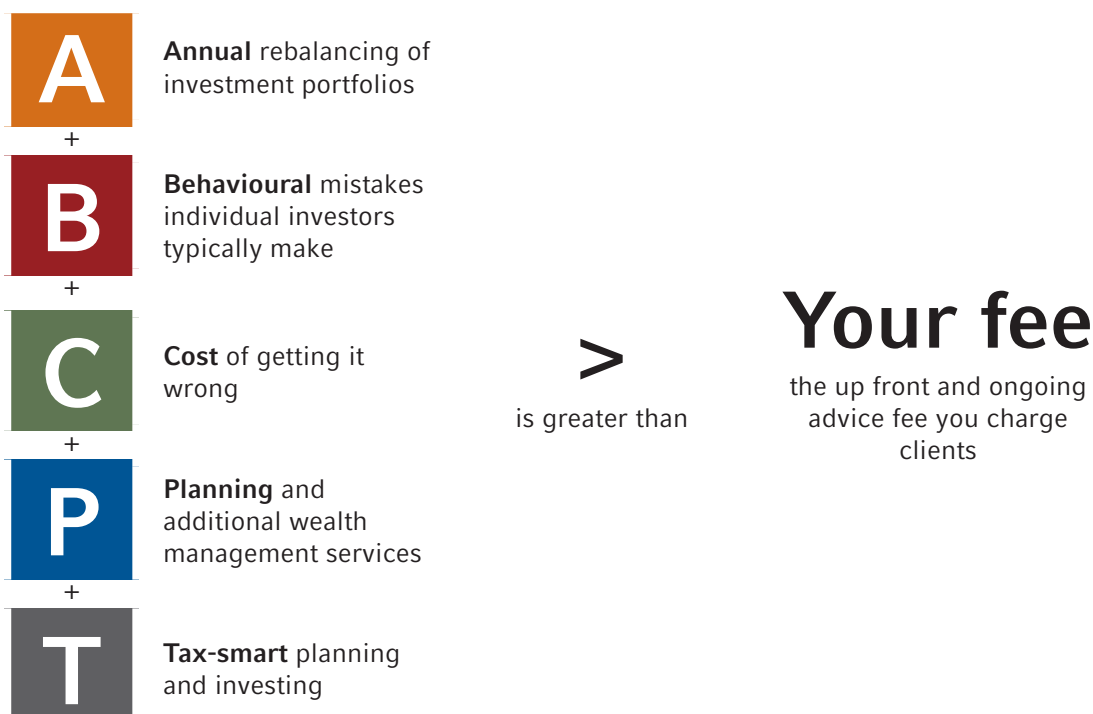 A
Annual rebalancing of
investment portfolios
+
B
Behavioural mistakes
individual investors
typically make
+
C
Cost of getting it
wrong
+
P
Planning and
additional wealth
management services
+
T
Tax-smart planning
and investing
>
is greater than
Your fee
the up front and ongoing
advice fee you charge
clients